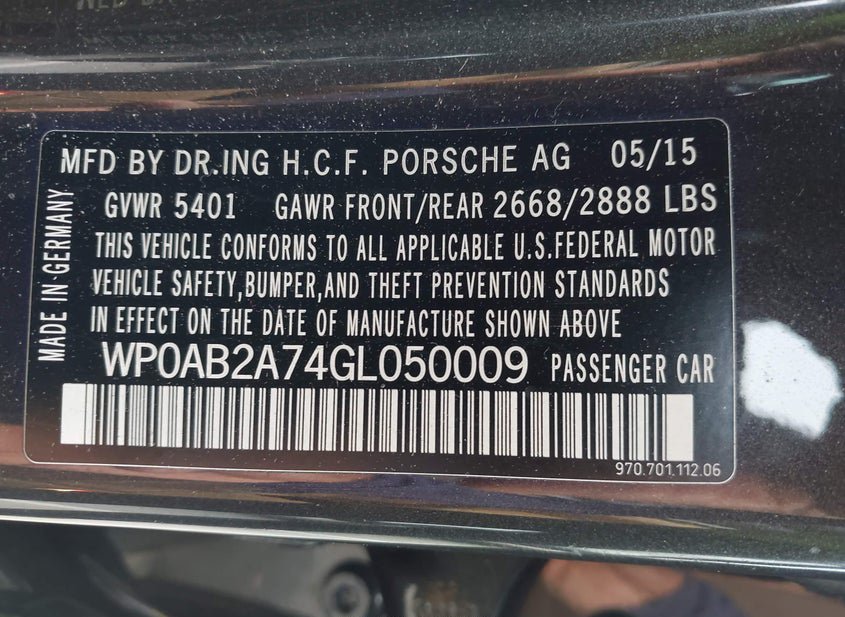 MFD BY DR.ING H.C.F. PORSCHE AG 05/15
GVWR 5401 GAWR FRONT/REAR 2668/2888 LBS
THIS VEHICLE CONFORMS TO ALL APPLICABLE U.S.FEDERAL MOTOR
VEHICLE SAFETY,BUMPER,AND THEFT PREVENTION STANDARDS
IN EFFECT ON THE DATE OF MANUFACTURE SHOWN ABOVE
WP0AB2A74GL050009 PASSENGER CAR
970.701.112.06
MADE IN GERMANY